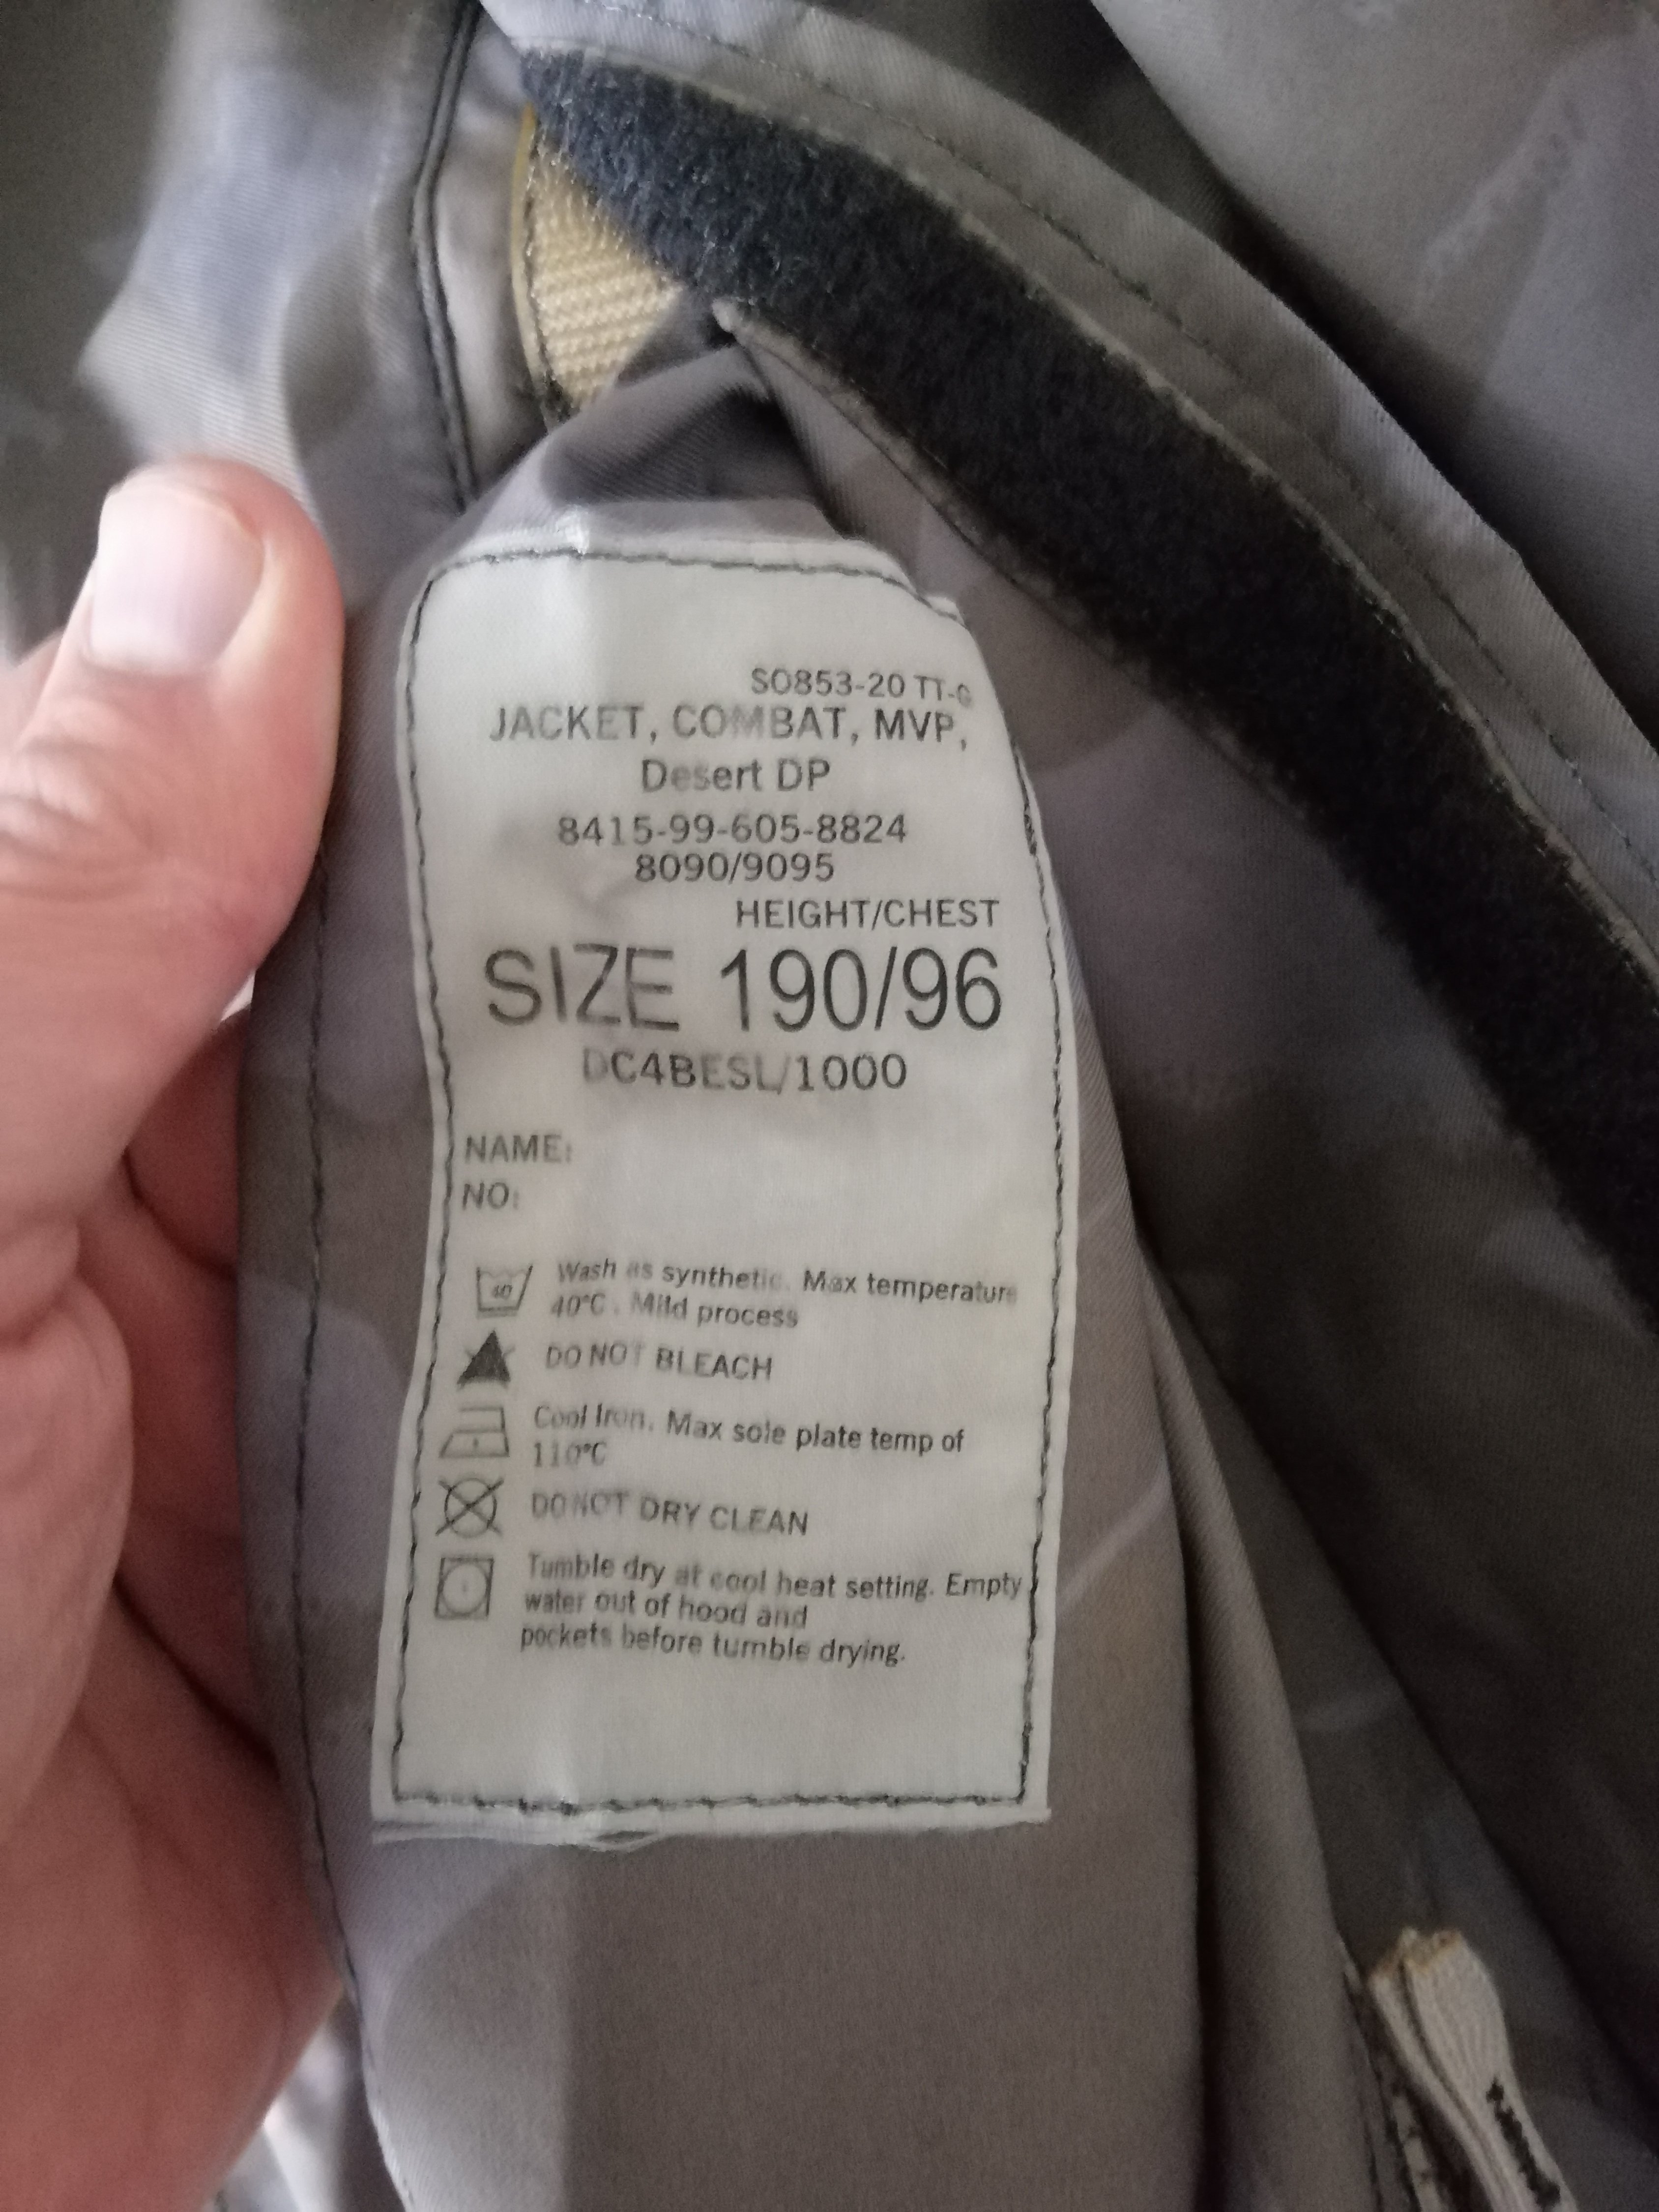 SO853-20 TT-G
JACKET, COMBAT, MVP,
Desert DP
8415-99-605-8824
8090/9095
HEIGHT/CHEST
SIZE 190/96
DC4BESL/1000
NAME:
NO:
40
Wash as synthetic. Max temperature
40°C. Mild process
DO NOT BLEACH
Cool Iron. Max sole plate temp of
110°C
DO NOT DRY CLEAN
Tumble dry at cool heat setting. Empty
water out of hood and
pockets before tumble drying.